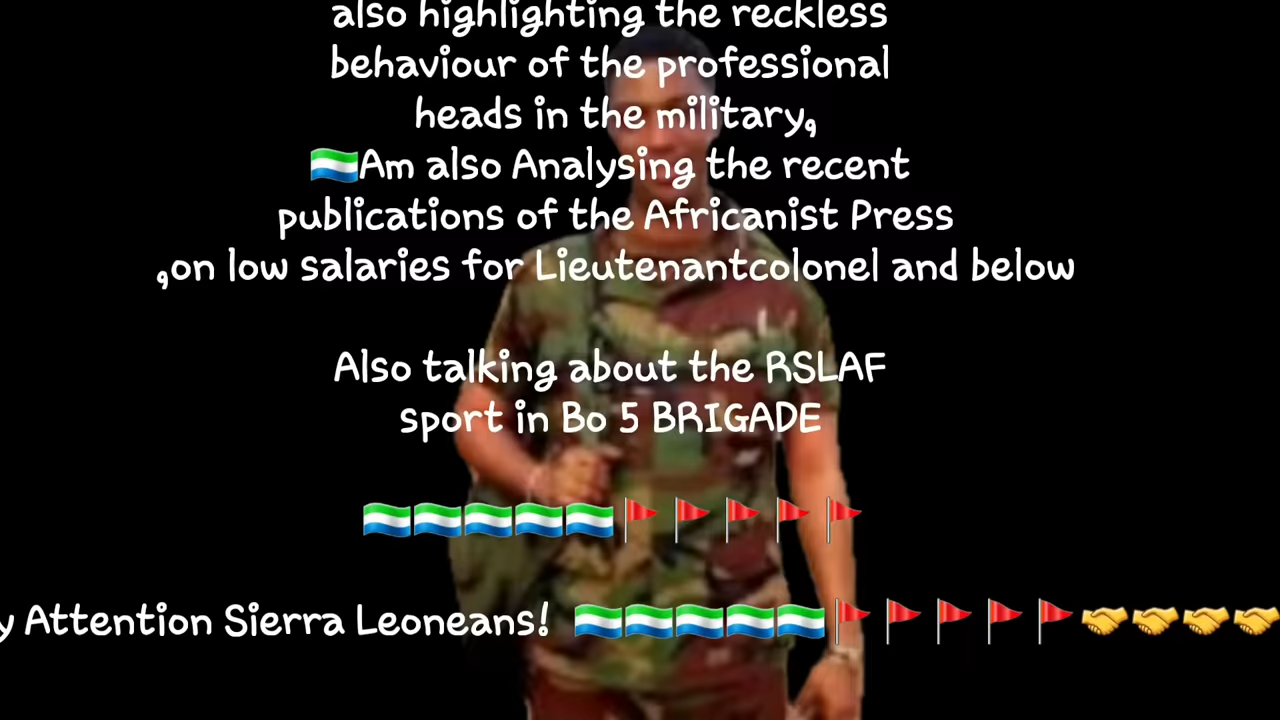 also highlighting the reckless
behaviour of the professional
heads in the military,
🇸🇱Am also Analysing the recent
publications of the Africanist Press
,on low salaries for Lieutenantcolonel and below
Also talking about the RSLAF
sport in Bo 5 BRIGADE
🇸🇱🇸🇱🇸🇱🇸🇱🇸🇱🚩🚩🚩🚩🚩
y Attention Sierra Leoneans! 🇸🇱🇸🇱🇸🇱🇸🇱🇸🇱🚩🚩🚩🚩🚩🤝🤝🤝🤝